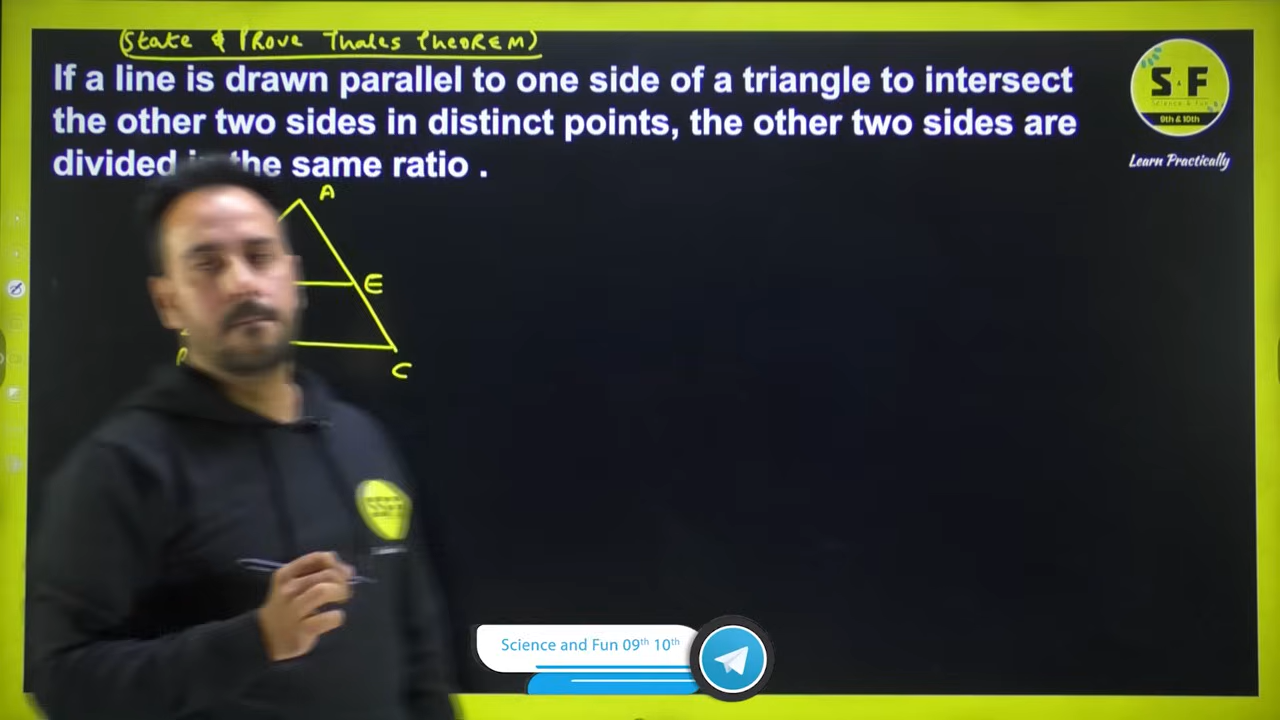 (State & Prove Thales TheoREM)
If a line is drawn parallel to one side of a triangle to intersect
the other two sides in distinct points, the other two sides are
divided the same ratio .
S F
9th & 10th
Learn Practically
A
E
C
Science and Fun 09th 10th